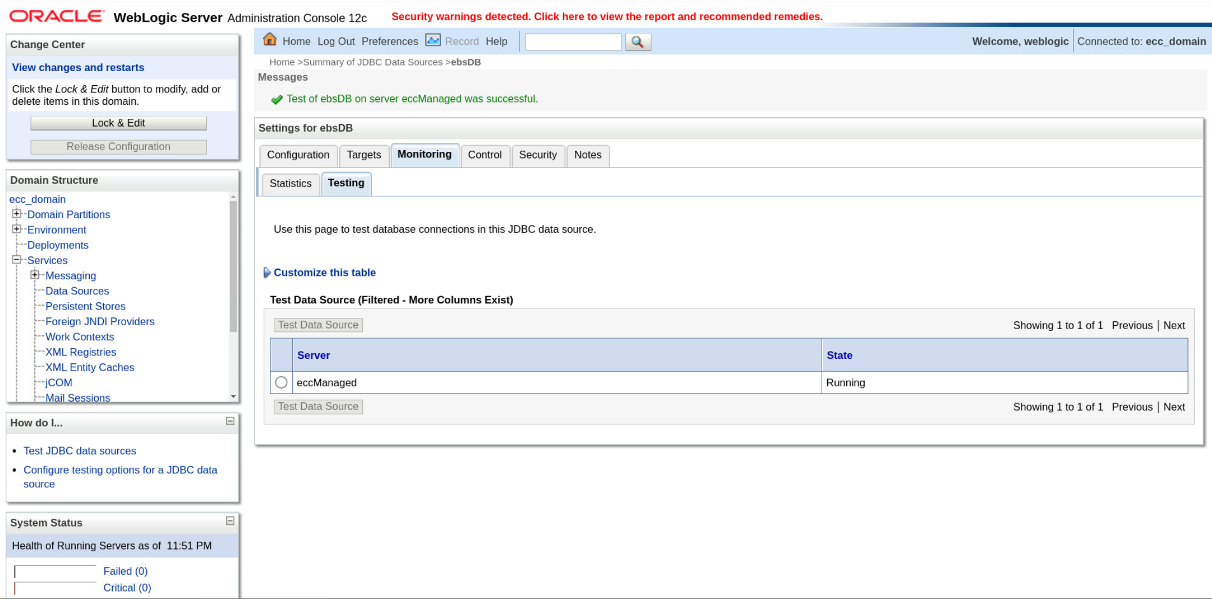 ORACLE WebLogic Server Administration Console 12c
Security warnings detected. Click here to view the report and recommended remedies.
Change Center
View changes and restarts
Click the Lock & Edit button to modify, add or
delete items in this domain.
Lock & Edit
Release Configuration
Domain Structure
ecc_domain
Domain Partitions
Environment
Deployments
Services
Messaging
Data Sources
Persistent Stores
Foreign JNDI Providers
Work Contexts
XML Registries
XML Entity Caches
jCOM
Mail Sessions
How do I...
Test JDBC data sources
Configure testing options for a JDBC data
source
System Status
Health of Running Servers as of 11:51 PM
Failed (0)
Critical (0)
Home Log Out Preferences Record Help
Welcome, weblogic Connected to: ecc_domain
Home >Summary of JDBC Data Sources >ebsDB
Messages
Test of ebsDB on server eccManaged was successful.
Settings for ebsDB
Configuration Targets Monitoring Control Security Notes
Statistics Testing
Use this page to test database connections in this JDBC data source.
Customize this table
Test Data Source (Filtered - More Columns Exist)
Test Data Source Showing 1 to 1 of 1 Previous | Next
Server State
eccManaged Running
Test Data Source Showing 1 to 1 of 1 Previous | Next